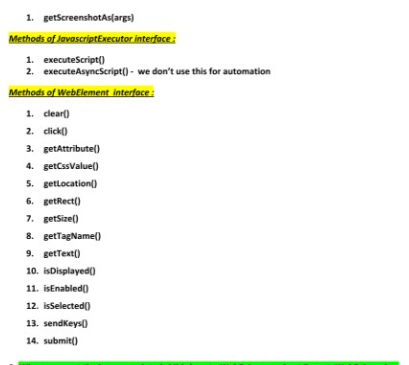 1. getScreenshotAs(args)
Methods of JavascriptExecutor interface :
1. executeScript()
2. executeAsyncScript() - we don't use this for automation
Methods of WebElement interface :
1. clear()
2. click()
3. getAttribute()
4. getCssValue()
5. getLocation()
6. getRect()
7. getSize()
8. getTagName()
9. getText()
10. isDisplayed()
11. isEnabled()
12. isSelected()
13. sendKeys()
14. submit()